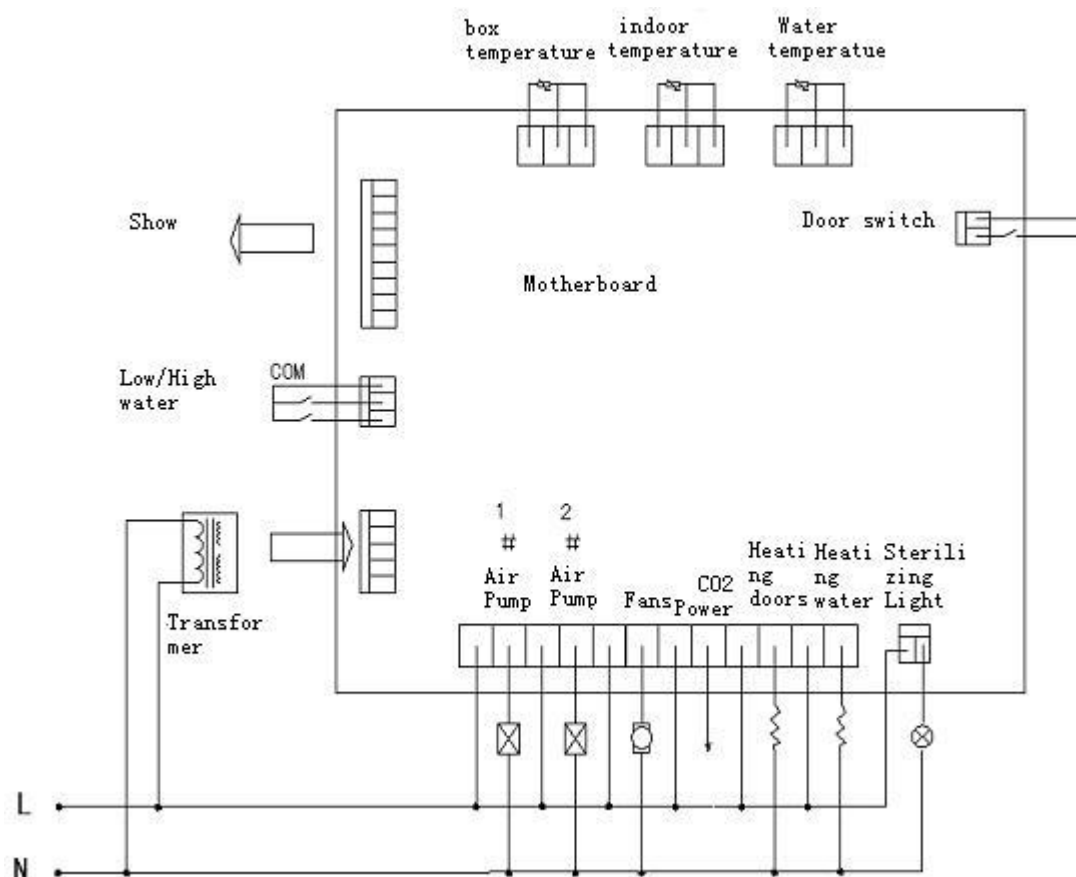 box
temperature
indoor
temperature
Water
temperatue
Show
Door switch
Motherboard
Low/High
water
COM
Transfor
mer
1
#
Air
Pump
2
#
Air
Pump
Fans
CO2
Power
Heati
ng
doors
Heati
ng
water
Sterili
zing
Light
L
N